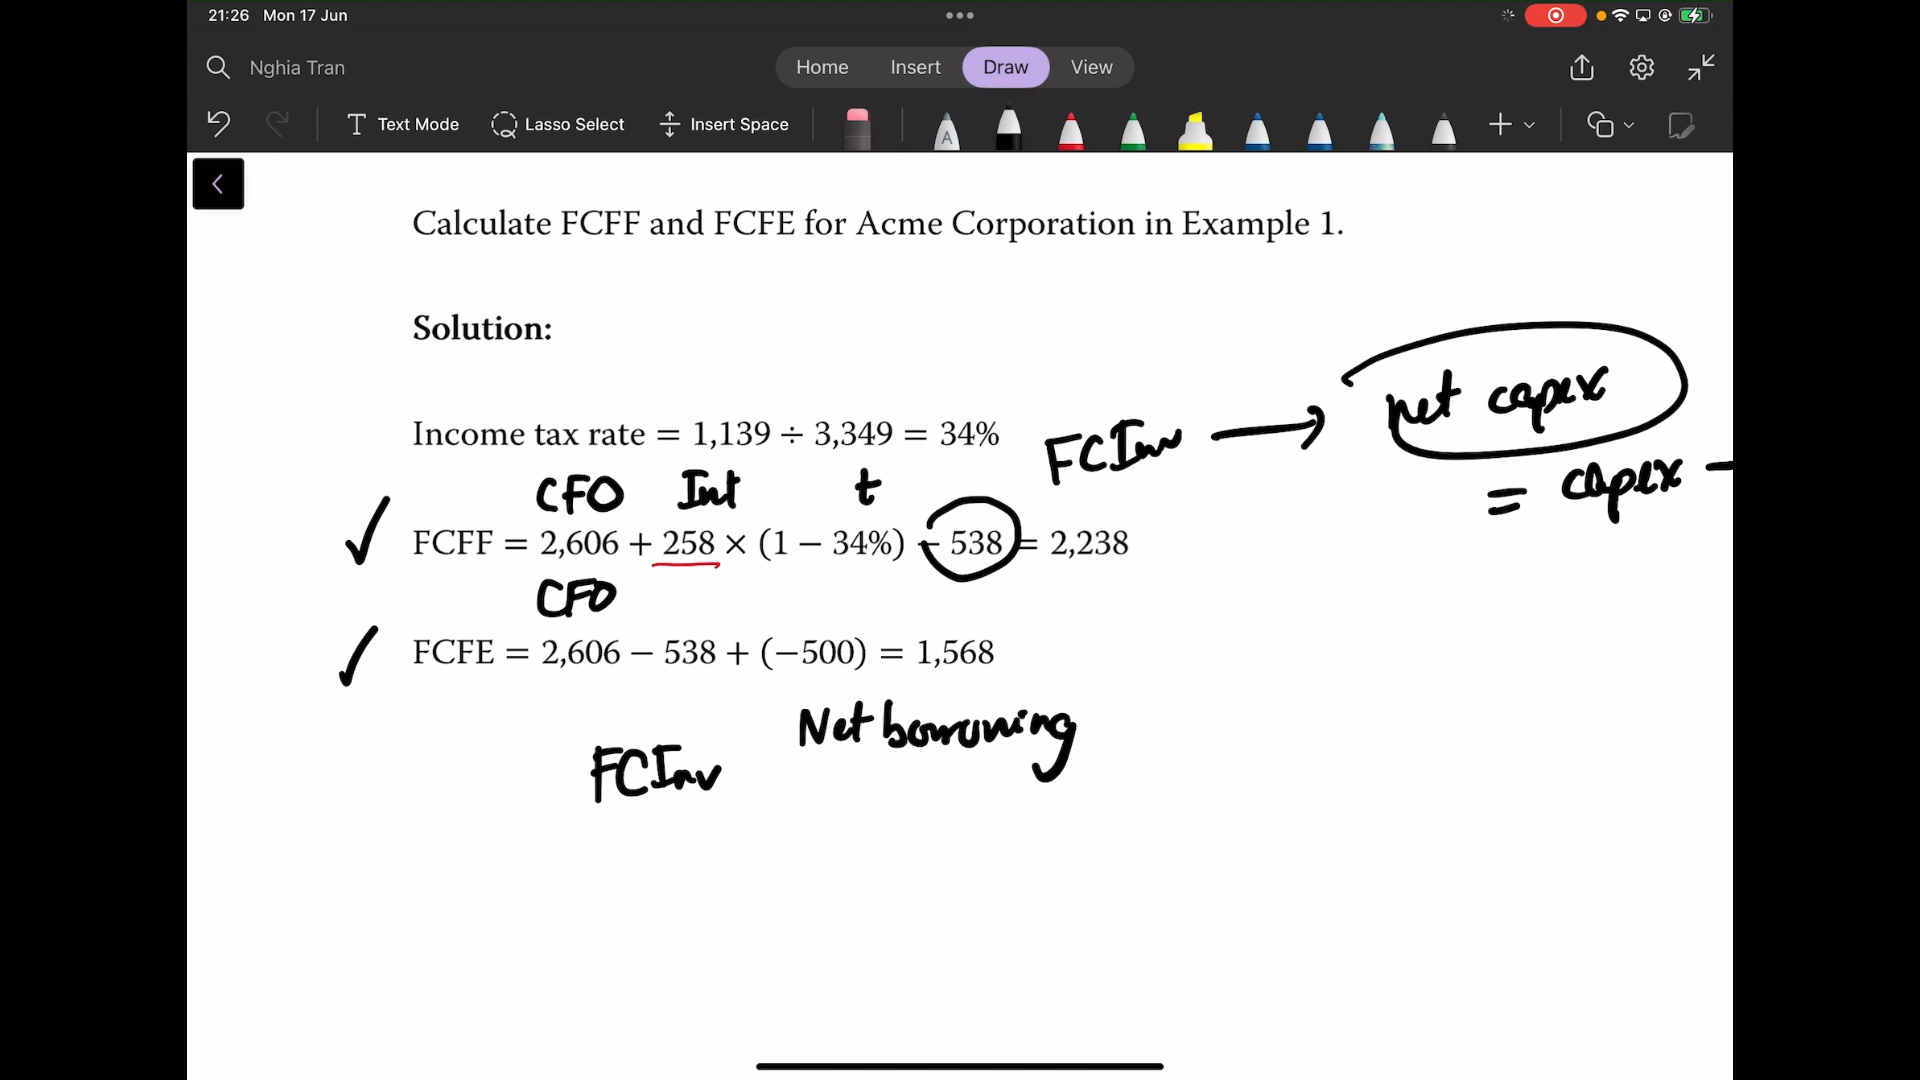 21:26 Mon 17 Jun
Nghia Tran Home Insert Draw View
Text Mode Lasso Select Insert Space A
Calculate FCFF and FCFE for Acme Corporation in Example 1.
Solution:
net capex
Income tax rate = 1,139 ÷ 3,349 = 34% FCInv →
= capex –
CFO Int t
✓ FCFF = 2,606 + 258 × (1 − 34%) − 538 = 2,238
CFO
✓ FCFE = 2,606 − 538 + (−500) = 1,568
Net borrowing
FCInv